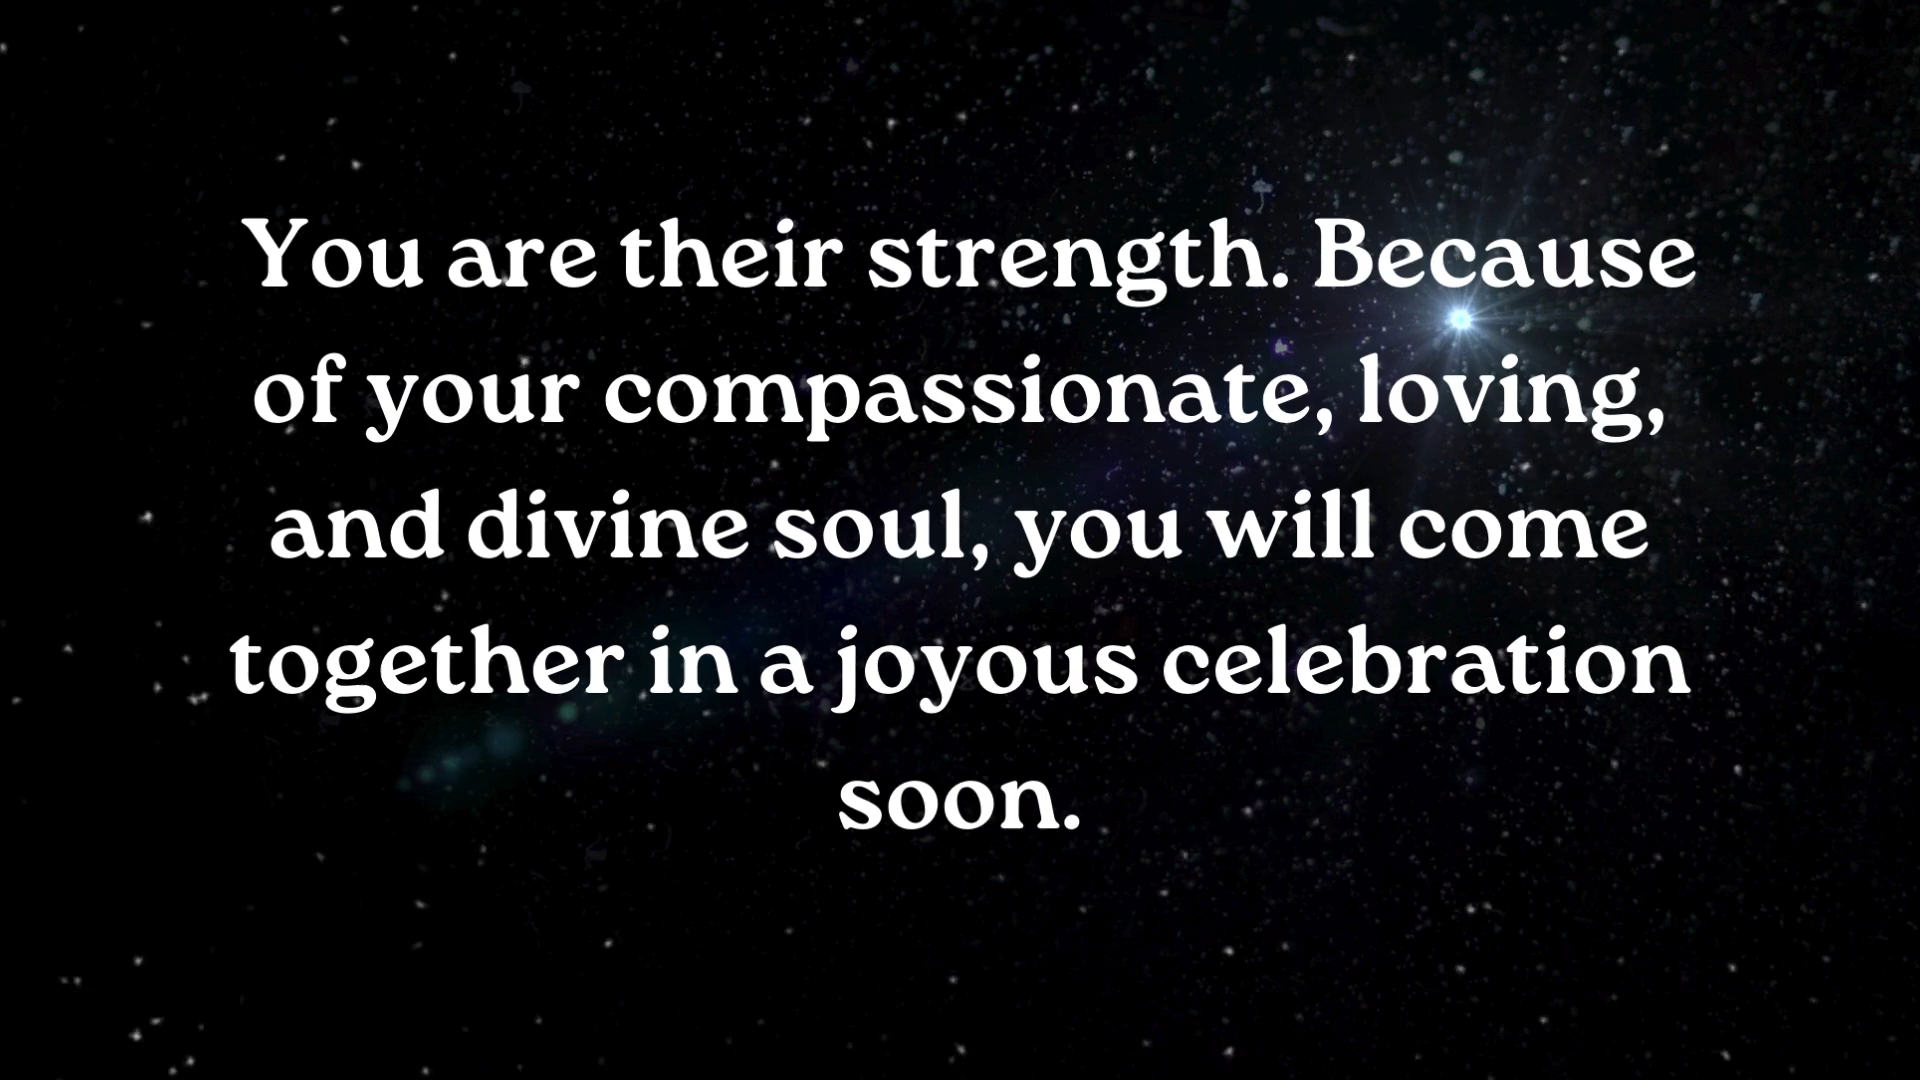 You are their strength. Because
of your compassionate, loving,
and divine soul, you will come
together in a joyous celebration
soon.